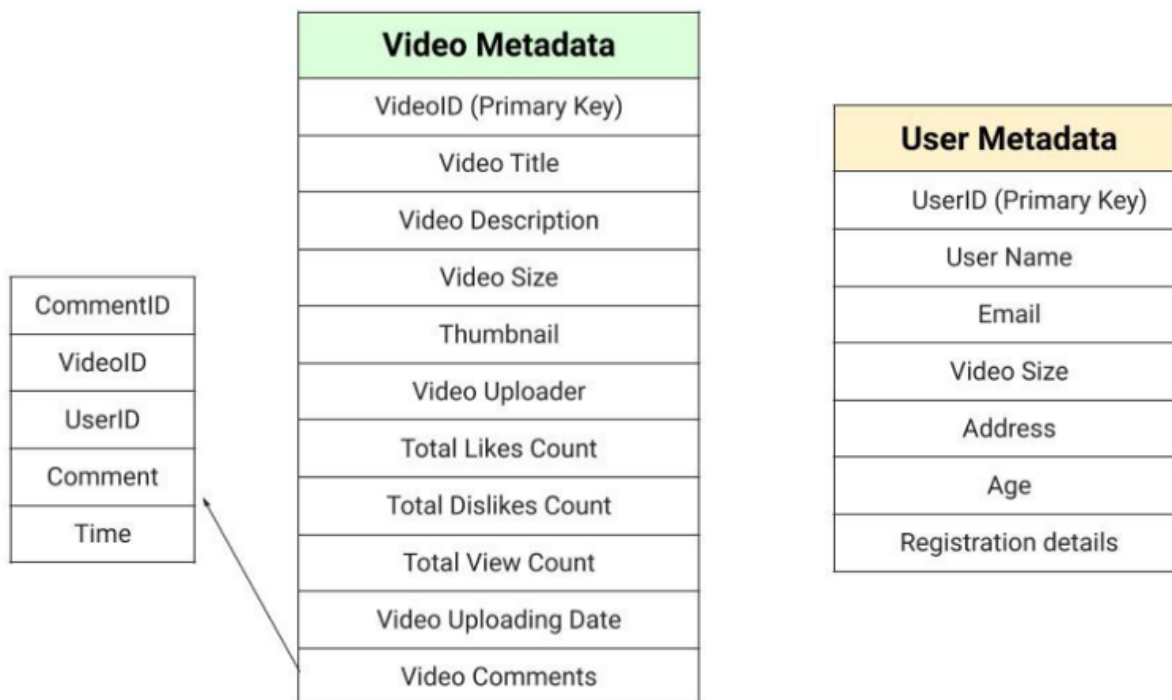 Video Metadata
VideoID (Primary Key)
Video Title
Video Description
Video Size
Thumbnail
Video Uploader
Total Likes Count
Total Dislikes Count
Total View Count
Video Uploading Date
Video Comments
CommentID
VideoID
UserID
Comment
Time
User Metadata
UserID (Primary Key)
User Name
Email
Video Size
Address
Age
Registration details